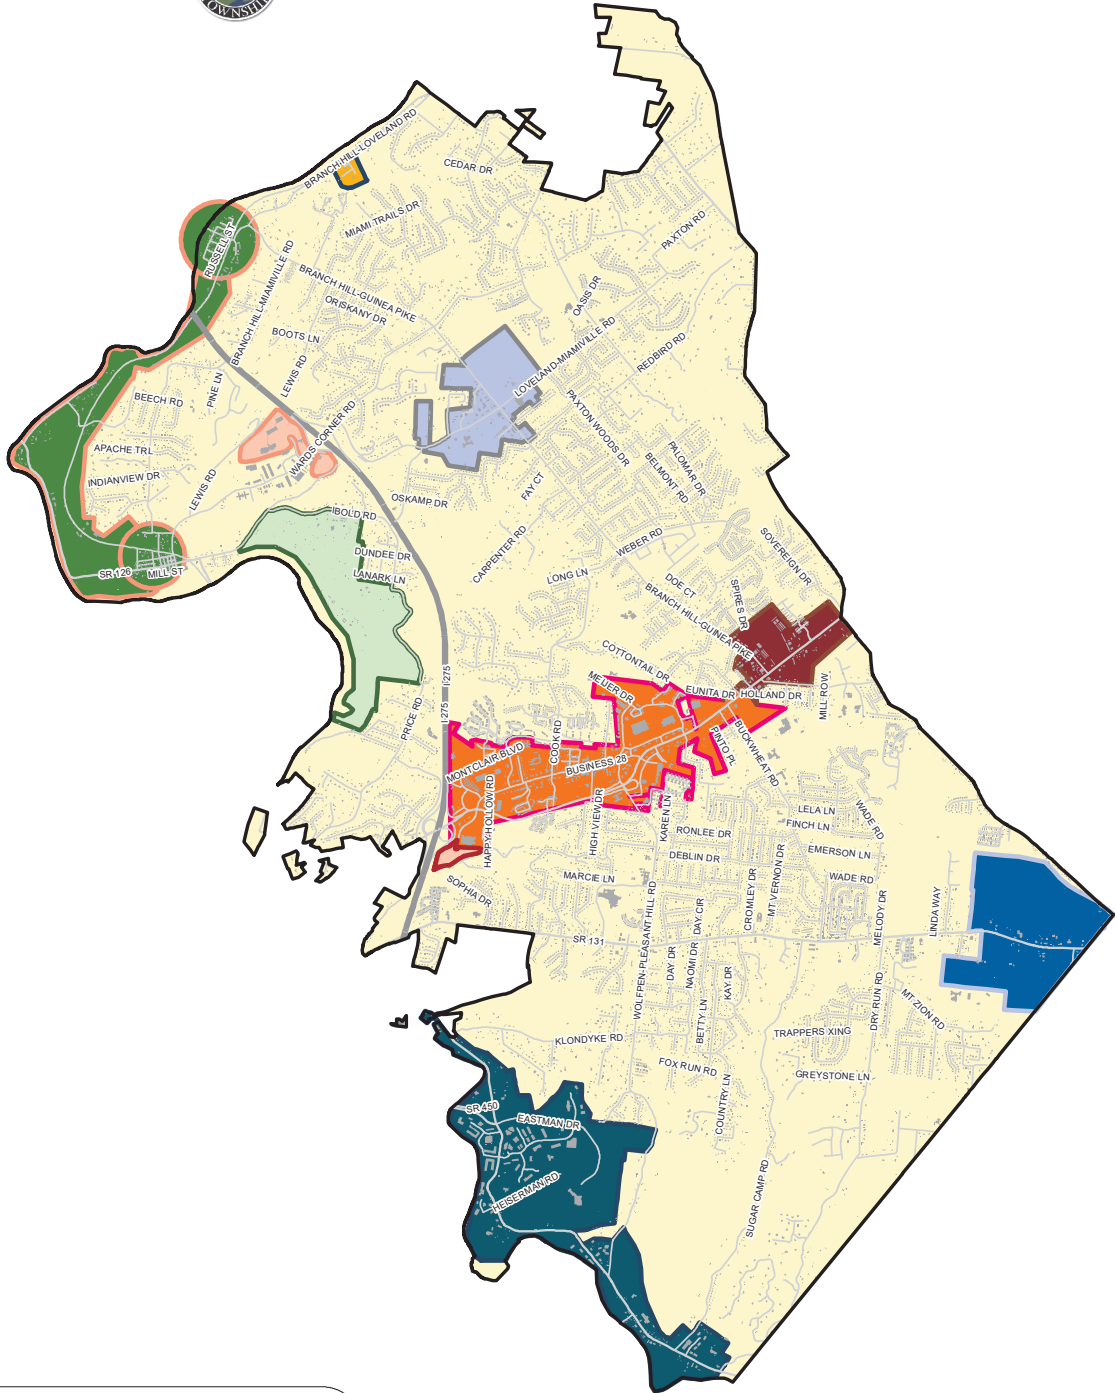 TOWNSHIP
BRANCH-HILL-LOVELAND RD
CEDAR DR
MIAMI TRAILS DR
PAXTON RD
RUSSELL ST
BRANCH HILL-MIAMIVILLE RD
BRANCH HILL-GUINEA PIKE
ORISKANY DR
OASIS DR
BOOTS LN
LOVELAND-MIAMIVILLE RD
REDBIRD RD
LEWIS RD
PINE LN
BEECH RD
PAXTON WOODS DR
WARDS CORNER RD
APACHE TRL
PALOMAR DR
BELMONT RD
INDIANVIEW DR
LEWIS RD
FAY CT
OSKAMP DR
IBOLD RD
CARPENTER RD
WEBER RD
SOVEREIGN DR
DUNDEE DR
SR 126
MILL ST
LANARK LN
LONG LN
DOE CT
SPIRES DR
BRANCH HILL-GUINEA PIKE
COTTONTAIL DR
I-275
MEIJER DR
EUNITA DR
HOLLAND DR
MILL ROW
I-275
PRICE RD
COOK RD
PINTO PL
BUCKWHEAT RD
MONTCLAIR BLVD
BUSINESS 28
HAPPY HOLLOW RD
HIGH VIEW DR
KAREN LN
LELA LN
WADE RD
FINCH LN
RONLEE DR
EMERSON LN
DEBLIN DR
MARCIE LN
MT VERNON DR
CROMLEY DR
WADE RD
SOPHIA DR
WOLFPEN-PLEASANT HILL RD
DAY CIR
MELODY DR
LINDA WAY
SR 131
DAY DR
NAOMI DR
KAY DR
BETTY LN
DRY RUN RD
MT ZION RD
KLONDYKE RD
TRAPPERS XING
FOX RUN RD
GREYSTONE LN
COUNTRY LN
SR 450
EASTMAN DR
HEISERMAN RD
SUGAR CAMP RD